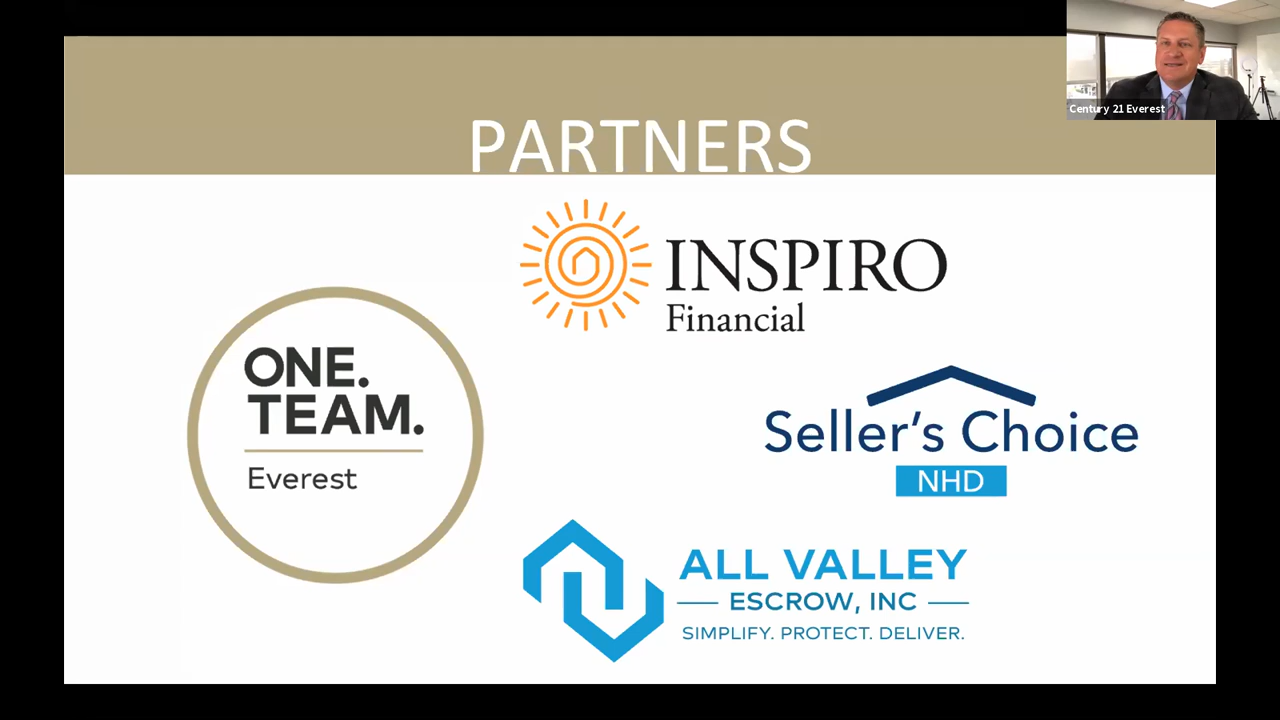 PARTNERS
Century 21 Everest
INSPIRO
Financial
ONE.
TEAM.
Everest
Seller's Choice
NHD
ALL VALLEY
ESCROW, INC
SIMPLIFY. PROTECT. DELIVER.